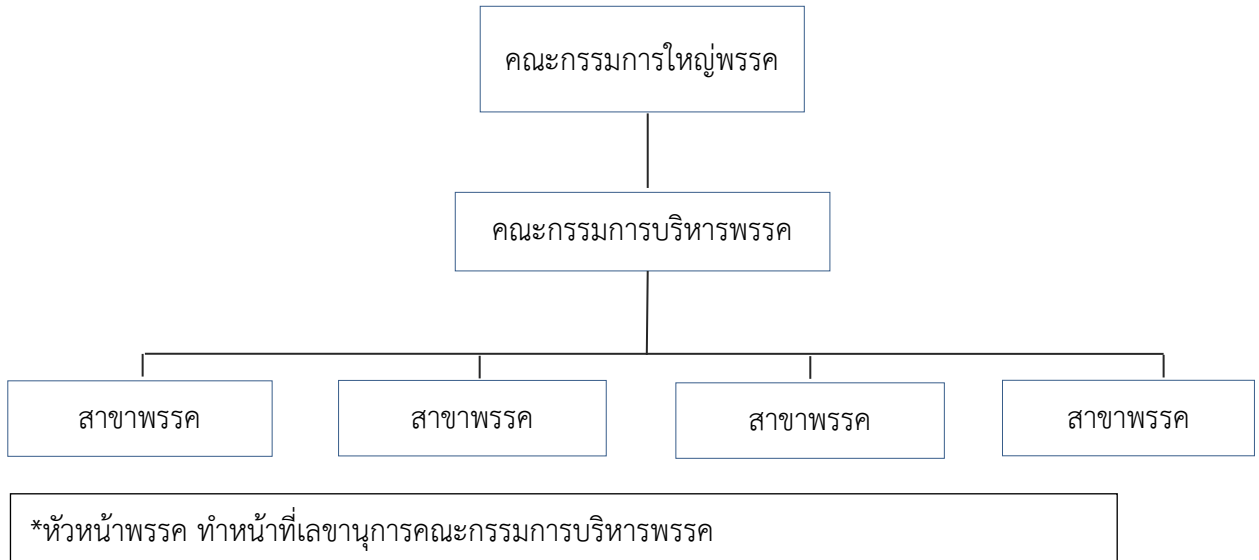 คณะกรรมการใหญ่พรรค
คณะกรรมการบริหารพรรค
สาขาพรรค
สาขาพรรค
สาขาพรรค
สาขาพรรค
*หัวหน้าพรรค ทำหน้าที่เลขานุการคณะกรรมการบริหารพรรค